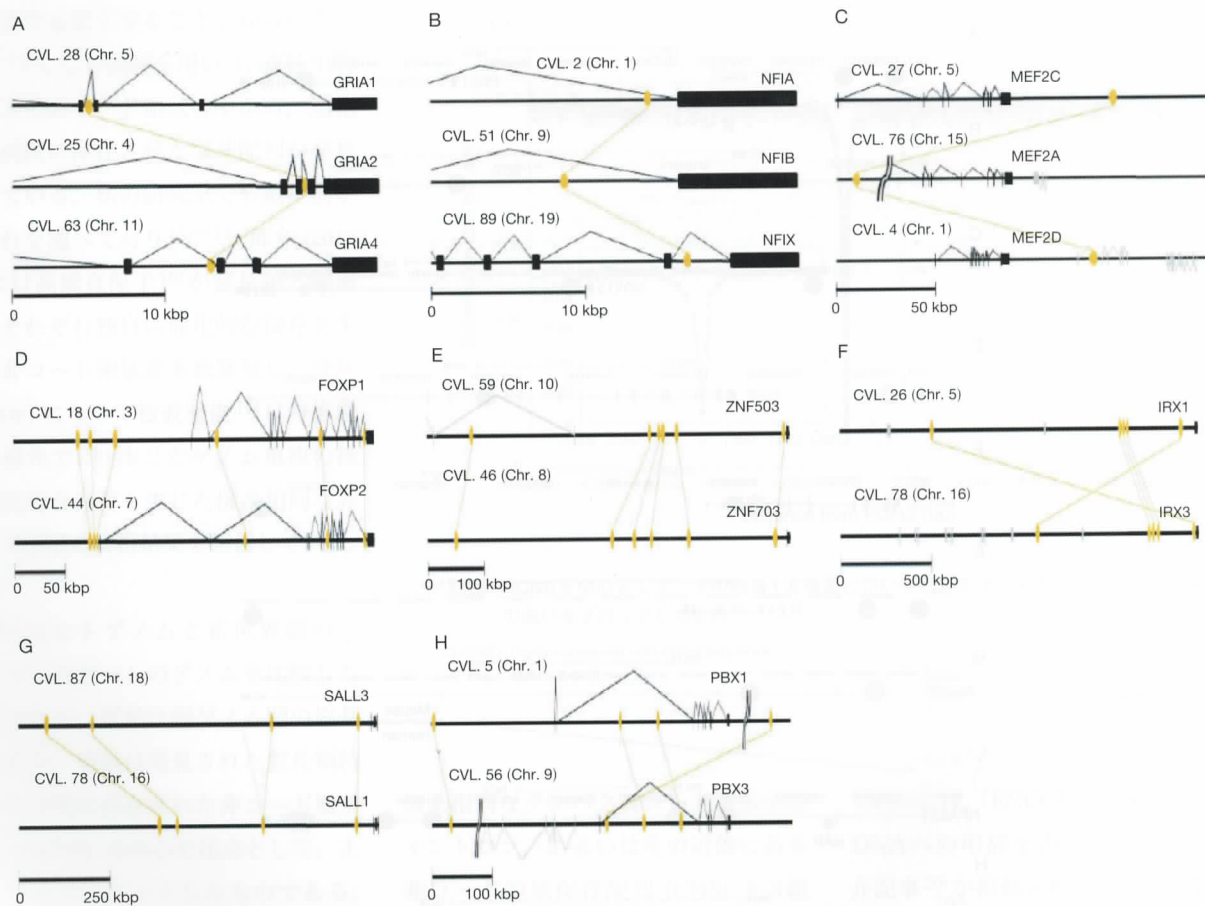 A
CVL. 28 (Chr. 5)
GRIA1
CVL. 25 (Chr. 4)
GRIA2
CVL. 63 (Chr. 11)
GRIA4
0 10 kbp
B
CVL. 2 (Chr. 1)
NFIA
CVL. 51 (Chr. 9)
NFIB
CVL. 89 (Chr. 19)
NFIX
0 10 kbp
C
CVL. 27 (Chr. 5)
MEF2C
CVL. 76 (Chr. 15)
MEF2A
CVL. 4 (Chr. 1)
MEF2D
0 50 kbp
D
FOXP1
CVL. 18 (Chr. 3)
FOXP2
CVL. 44 (Chr. 7)
0 50 kbp
E
CVL. 59 (Chr. 10)
ZNF503
CVL. 46 (Chr. 8)
ZNF703
0 100 kbp
F
CVL. 26 (Chr. 5)
IRX1
CVL. 78 (Chr. 16)
IRX3
0 500 kbp
G
CVL. 87 (Chr. 18)
SALL3
CVL. 78 (Chr. 16)
SALL1
0 250 kbp
H
CVL. 5 (Chr. 1)
PBX1
CVL. 56 (Chr. 9)
PBX3
0 100 kbp